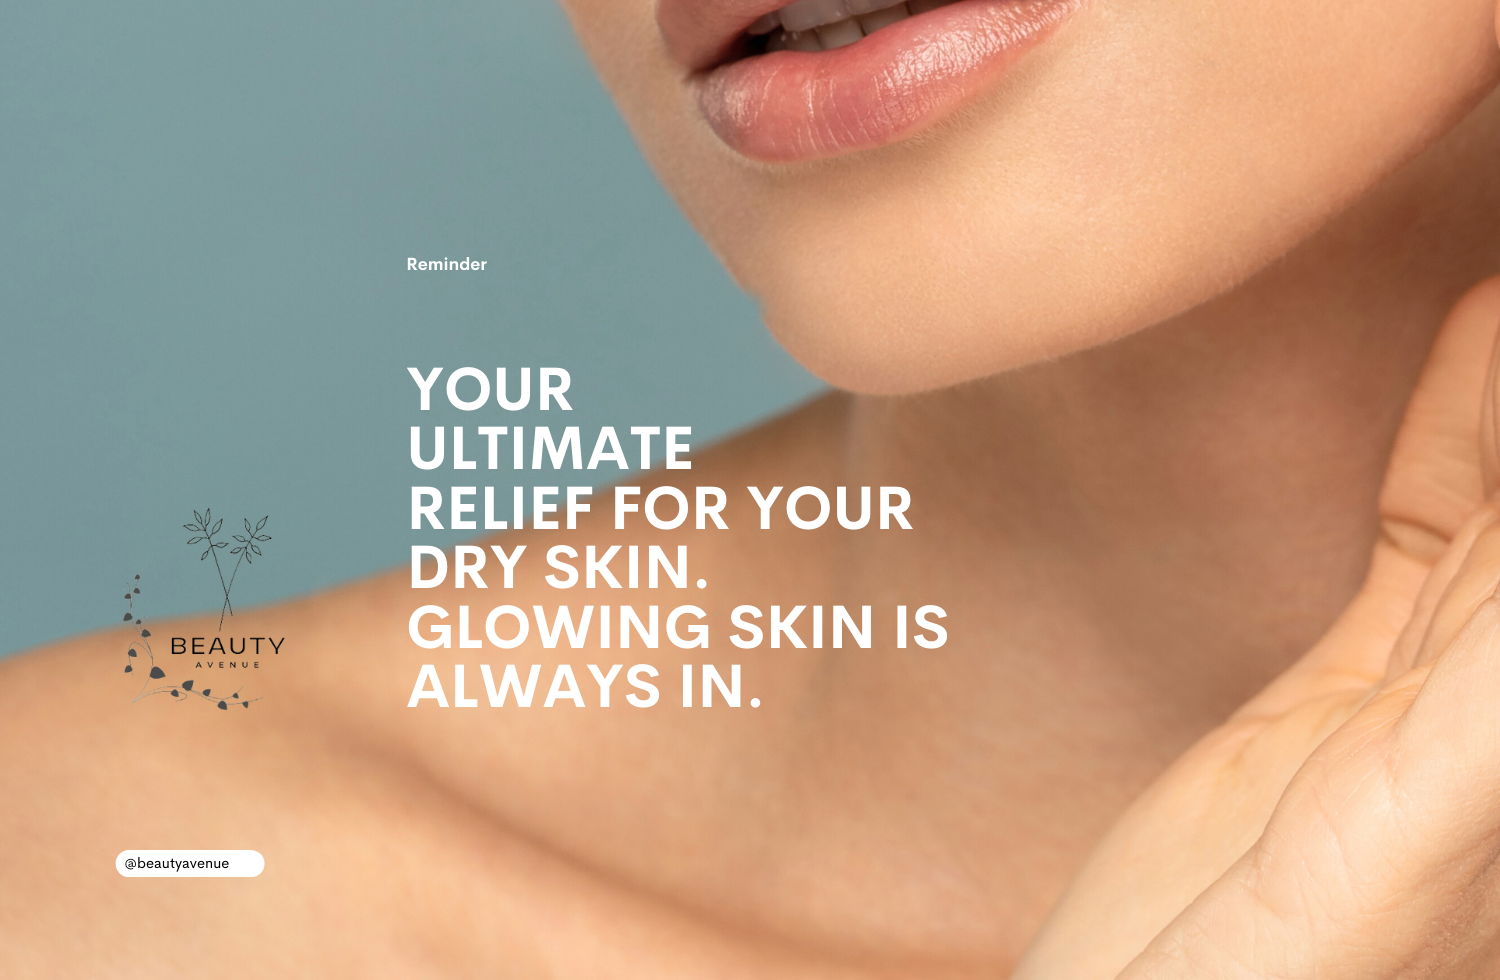 Reminder
YOUR
ULTIMATE
RELIEF FOR YOUR
DRY SKIN.
GLOWING SKIN IS
ALWAYS IN.
BEAUTY
AVENUE
@beautyavenue